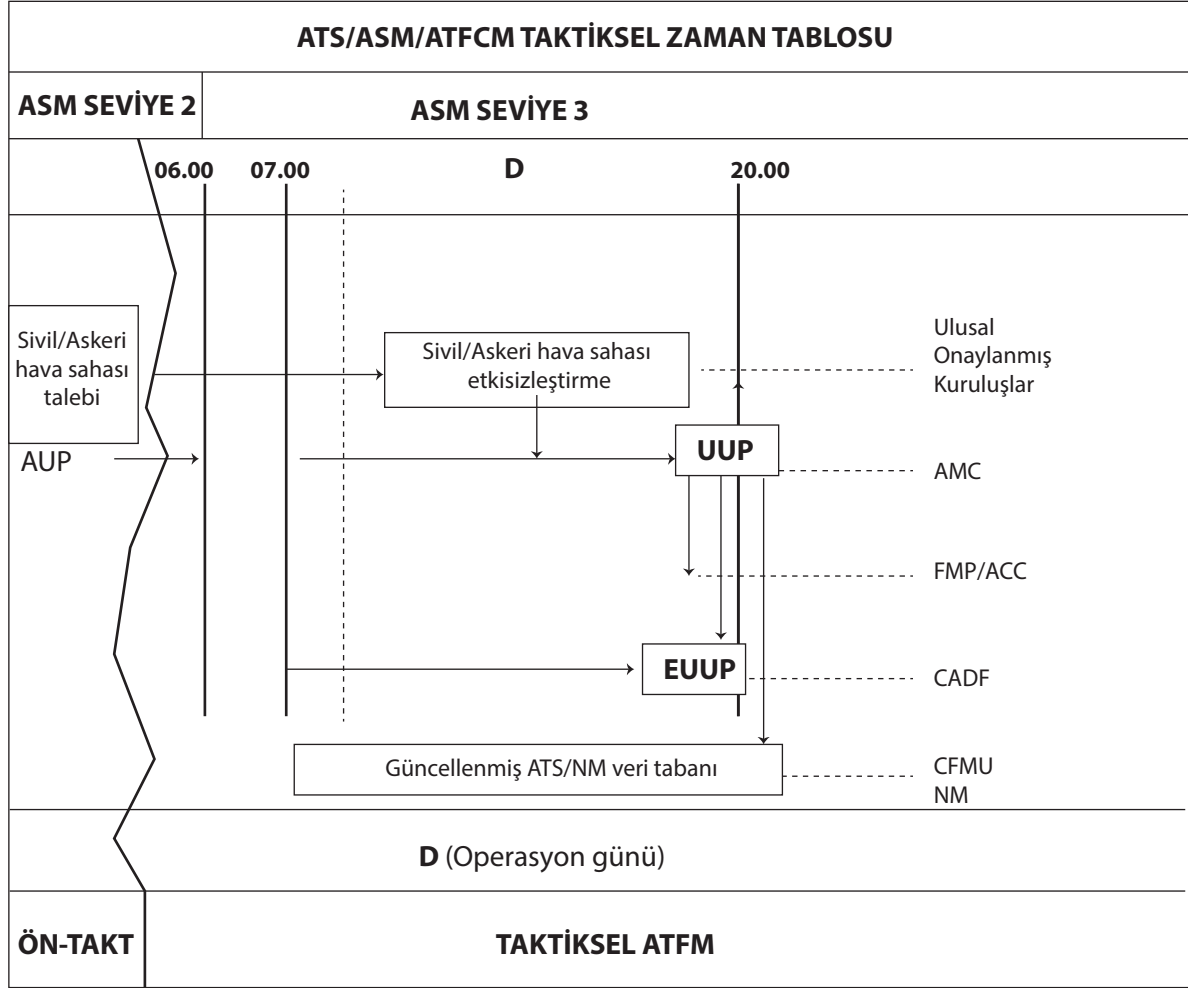 ATS/ASM/ATFCM TAKTİKSEL ZAMAN TABLOSU
ASM SEVİYE 2
ASM SEVİYE 3
06.00
07.00
D
20.00
Sivil/Askeri
hava sahası
talebi
Sivil/Askeri hava sahası
etkisizleştirme
Ulusal
Onaylanmış
Kuruluşlar
AUP
UUP
AMC
FMP/ACC
EUUP
CADF
Güncellenmiş ATS/NM veri tabanı
CFMU
NM
D (Operasyon günü)
ÖN-TAKT
TAKTİKSEL ATFM